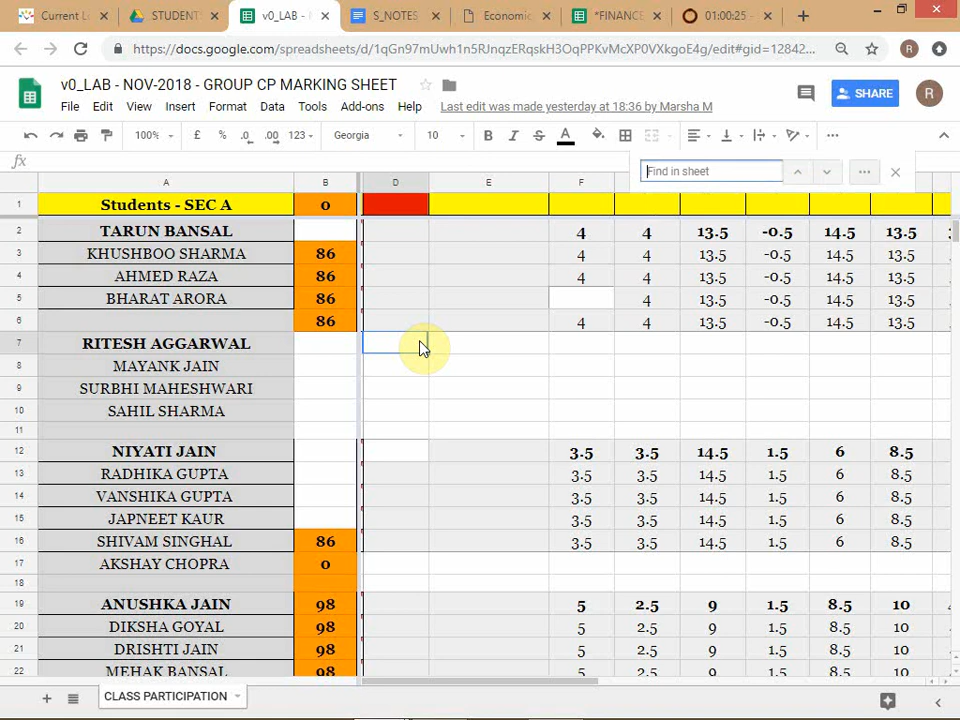 Current L
STUDENT
v0_LAB -
S_NOTES
Economic
*FINANCE
01:00:25
https://docs.google.com/spreadsheets/d/1qGn97mUwh1n5RJnqzERqskH3OqPPKvMcXP0VXkgoE4g/edit#gid=12842...
R
v0_LAB - NOV-2018 - GROUP CP MARKING SHEET
SHARE
R
File Edit View Insert Format Data Tools Add-ons Help Last edit was made yesterday at 18:36 by Marsha M
100% £ % .0 .00 123 Georgia 10 B I S A
fx
Find in sheet
A B D E F
1 Students - SEC A 0
2 TARUN BANSAL 4 4 13.5 -0.5 14.5 13.5
3 KHUSHBOO SHARMA 86 4 4 13.5 -0.5 14.5 13.5
4 AHMED RAZA 86 4 4 13.5 -0.5 14.5 13.5
5 BHARAT ARORA 86 4 13.5 -0.5 14.5 13.5
6 86 4 4 13.5 -0.5 14.5 13.5
7 RITESH AGGARWAL
8 MAYANK JAIN
9 SURBHI MAHESHWARI
10 SAHIL SHARMA
11
12 NIYATI JAIN 3.5 3.5 14.5 1.5 6 8.5
13 RADHIKA GUPTA 3.5 3.5 14.5 1.5 6 8.5
14 VANSHIKA GUPTA 3.5 3.5 14.5 1.5 6 8.5
15 JAPNEET KAUR 3.5 3.5 14.5 1.5 6 8.5
16 SHIVAM SINGHAL 86 3.5 3.5 14.5 1.5 6 8.5
17 AKSHAY CHOPRA 0
18
19 ANUSHKA JAIN 98 5 2.5 9 1.5 8.5 10
20 DIKSHA GOYAL 98 5 2.5 9 1.5 8.5 10
21 DRISHTI JAIN 98 5 2.5 9 1.5 8.5 10
22 MEHAK BANSAL 98 5 2.5 9 1.5 8.5 10
CLASS PARTICIPATION